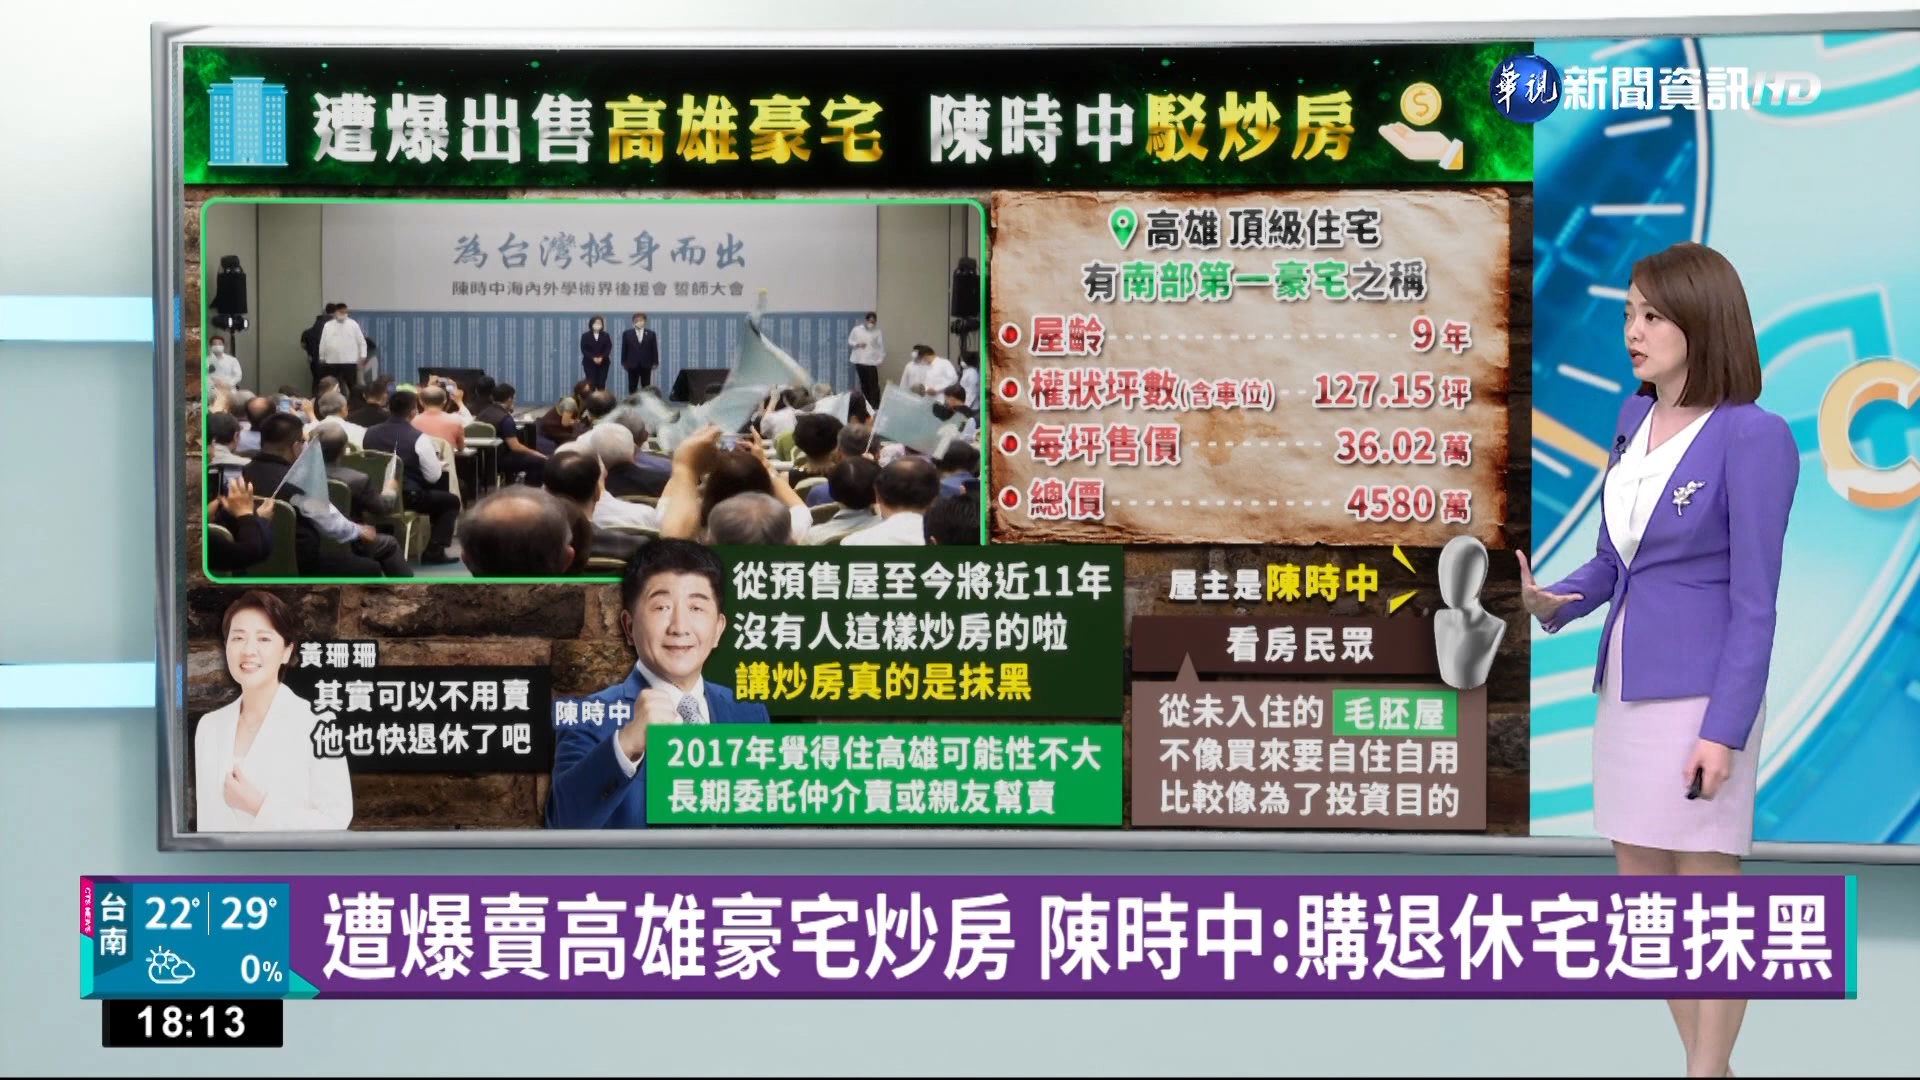 遭爆出售高雄豪宅 陳時中駁炒房
華視新聞資訊HD
為台灣挺身而出
陳時中海內外學術界後援會 誓師大會
高雄 頂級住宅
有南部第一豪宅之稱
屋齡 9年
權狀坪數(含車位) 127.15坪
每坪售價 36.02萬
總價 4580萬
黃珊珊
其實可以不用賣
他也快退休了吧
陳時中
從預售屋至今將近11年
沒有人這樣炒房的啦
講炒房真的是抹黑
2017年覺得住高雄可能性不大
長期委託仲介賣或親友幫賣
屋主是陳時中
看房民眾
從未入住的 毛胚屋
不像買來要自住自用
比較像為了投資目的
C
CTS NEWS
台南
22° 29°
0%
遭爆賣高雄豪宅炒房 陳時中:購退休宅遭抹黑
18:13